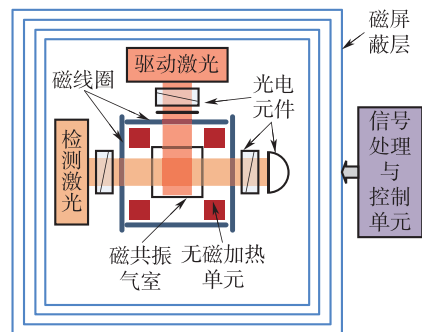 磁屏
蔽层
驱动激光
磁线圈
光电
元件
检测激光
信号
处理
与
控制
单元
磁共振
气室
无磁加热
单元